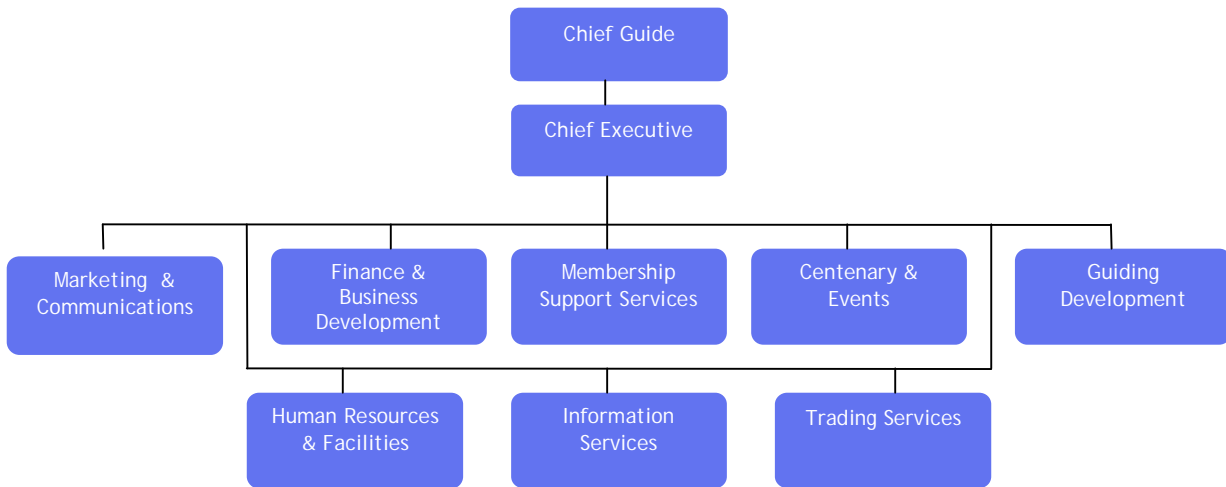 Chief Guide
Chief Executive
Marketing &
Communications
Finance &
Business
Development
Membership
Support Services
Centenary &
Events
Guiding
Development
Human Resources
& Facilities
Information
Services
Trading Services